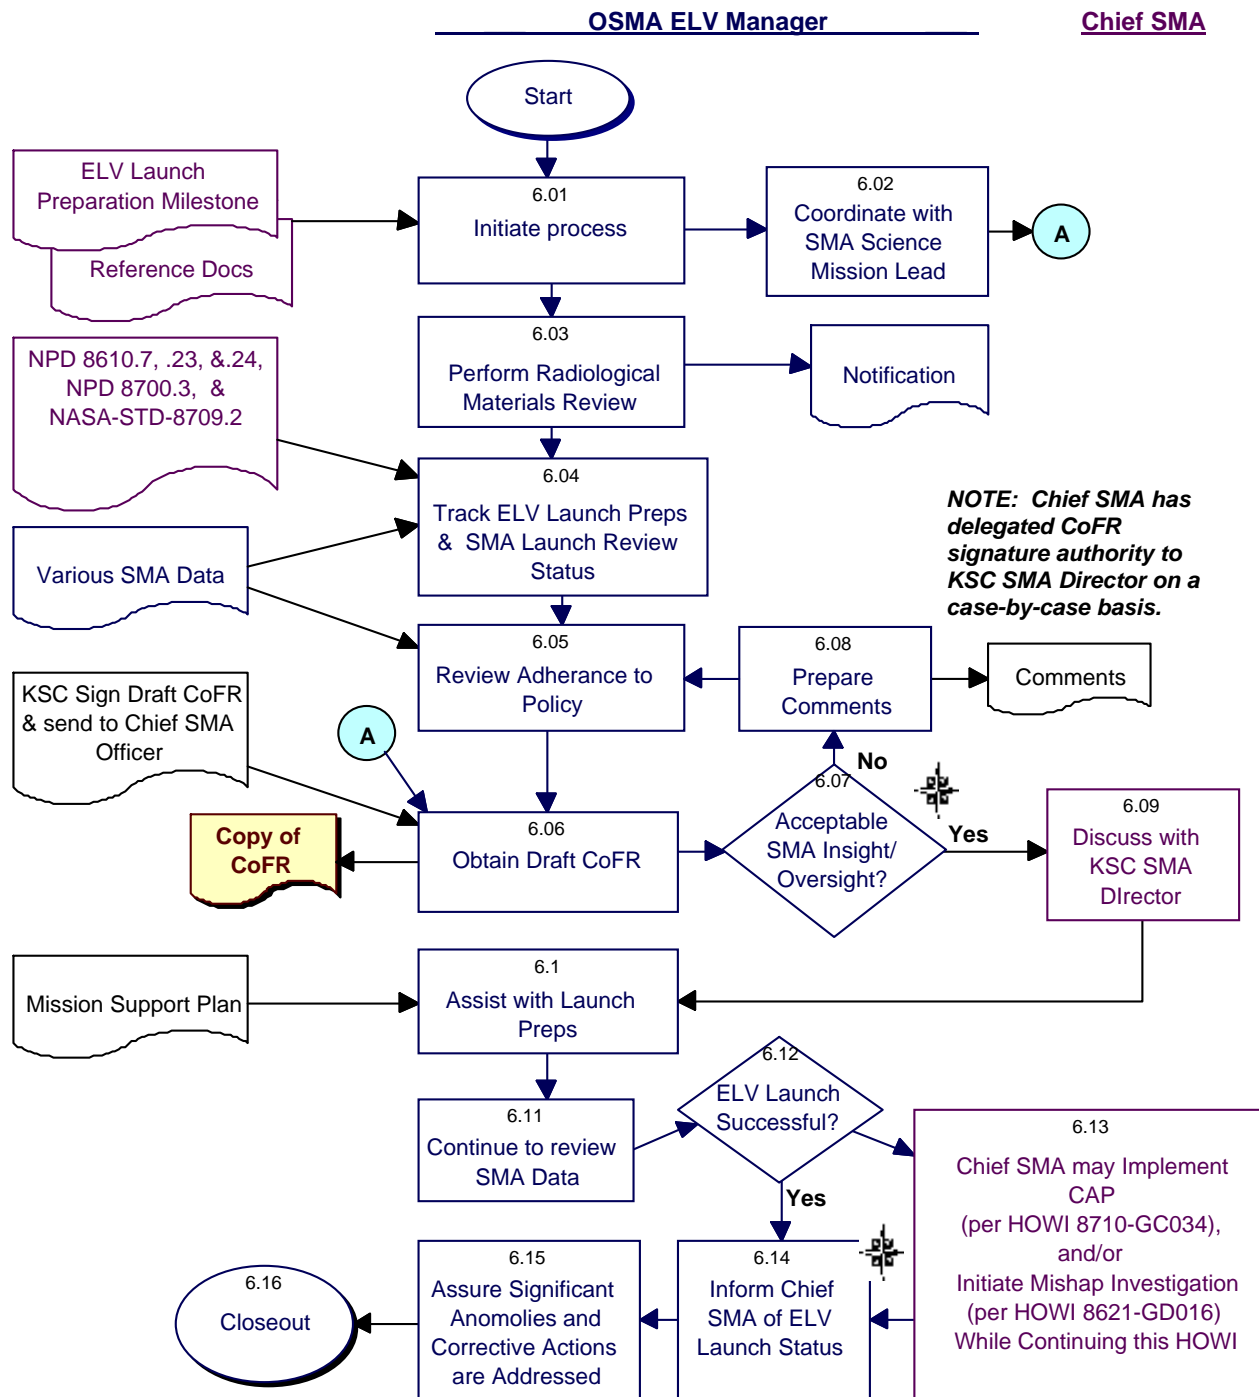 OSMA ELV Manager
Chief SMA
Start
ELV Launch
Preparation Milestone
Reference Docs
6.01
Initiate process
6.02
Coordinate with
SMA Science
Mission Lead
A
6.03
Perform Radiological
Materials Review
Notification
NPD 8610.7, .23, &.24,
NPD 8700.3, &
NASA-STD-8709.2
6.04
Track ELV Launch Preps
& SMA Launch Review
Status
NOTE: Chief SMA has
delegated CoFR
signature authority to
KSC SMA Director on a
case-by-case basis.
Various SMA Data
6.05
Review Adherance to
Policy
6.08
Prepare
Comments
Comments
KSC Sign Draft CoFR
& send to Chief SMA
Officer
A
No
6.07
Acceptable
SMA Insight/
Oversight?
Yes
6.09
Discuss with
KSC SMA
DIrector
6.06
Obtain Draft CoFR
Copy of
CoFR
Mission Support Plan
6.1
Assist with Launch
Preps
6.11
Continue to review
SMA Data
6.12
ELV Launch
Successful?
Yes
6.13
Chief SMA may Implement
CAP
(per HOWI 8710-GC034),
and/or
Initiate Mishap Investigation
(per HOWI 8621-GD016)
While Continuing this HOWI
6.14
Inform Chief
SMA of ELV
Launch Status
6.15
Assure Significant
Anomolies and
Corrective Actions
are Addressed
6.16
Closeout